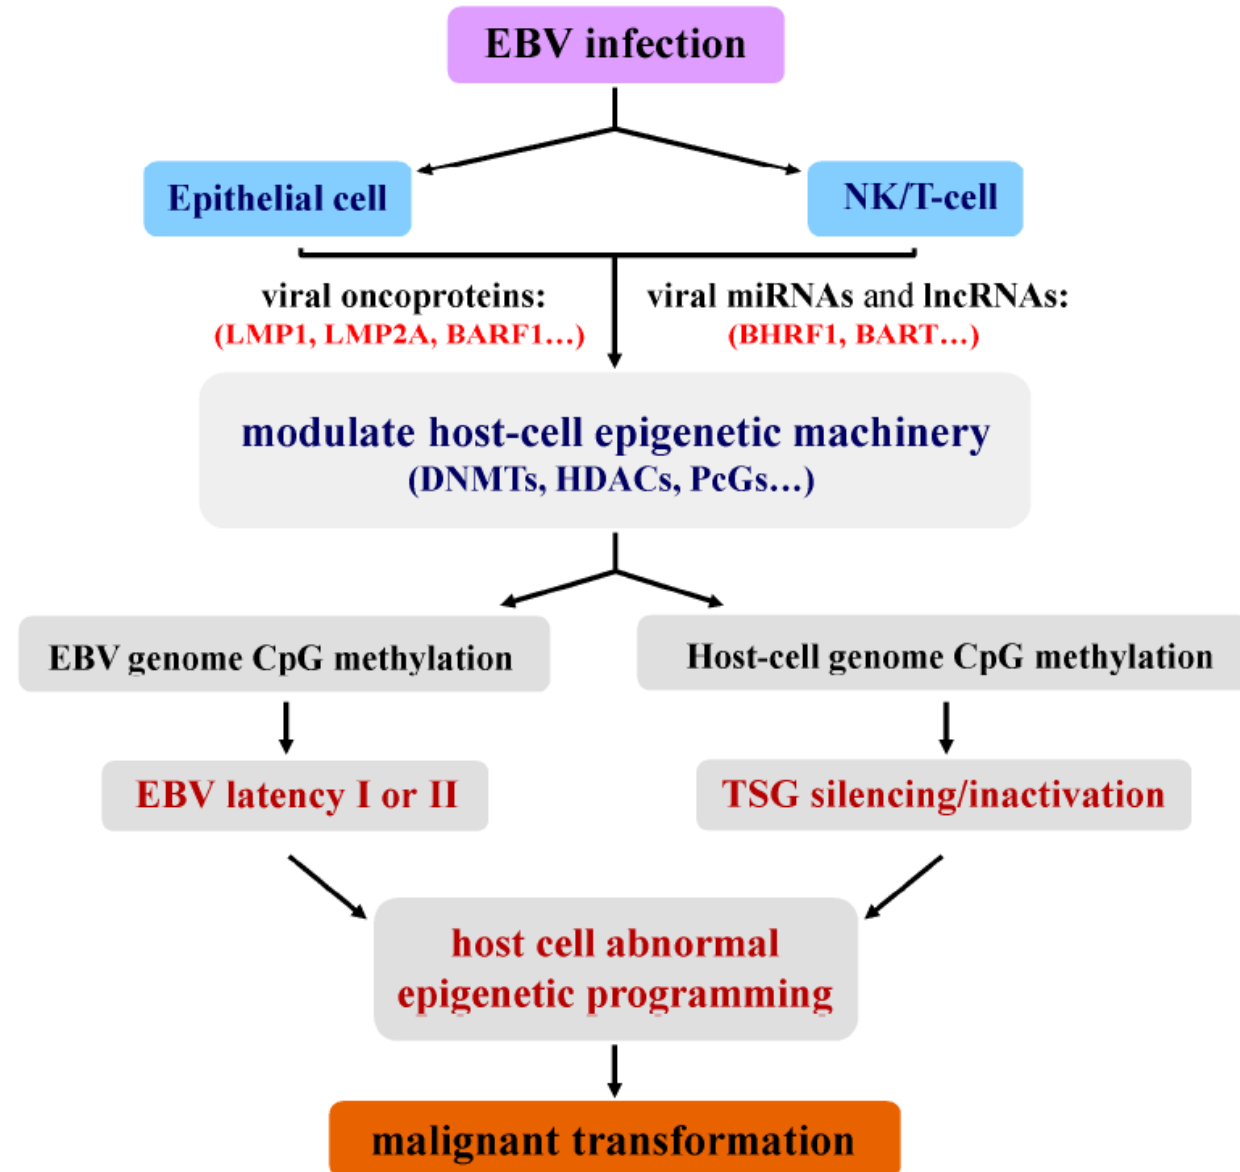 EBV infection
Epithelial cell
NK/T-cell
viral oncoproteins:
(LMP1, LMP2A, BARF1...)
viral miRNAs and lncRNAs:
(BHRF1, BART...)
modulate host-cell epigenetic machinery
(DNMTs, HDACs, PcGs...)
EBV genome CpG methylation
Host-cell genome CpG methylation
EBV latency I or II
TSG silencing/inactivation
host cell abnormal
epigenetic programming
malignant transformation